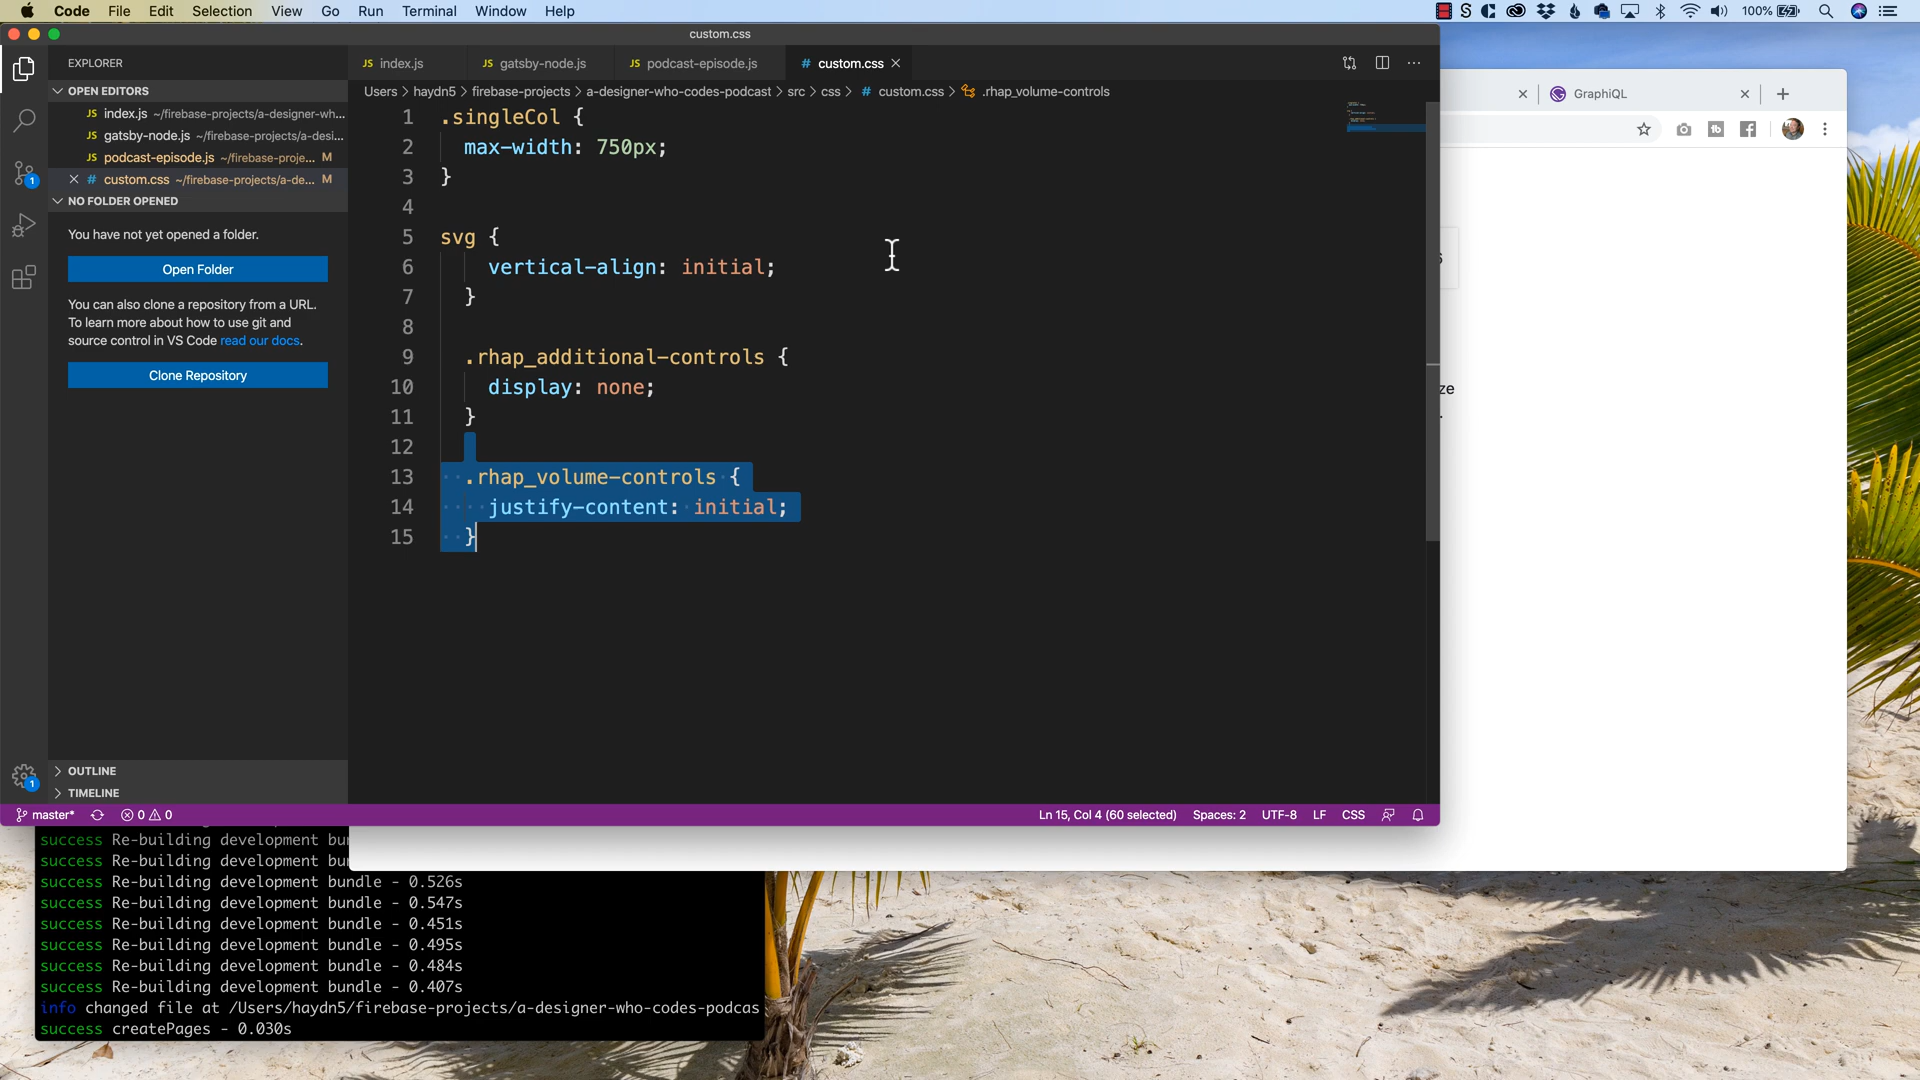 Code File Edit Selection View Go Run Terminal Window Help
100%
custom.css
EXPLORER
JS index.js
JS gatsby-node.js
JS podcast-episode.js
# custom.css
GraphiQL
OPEN EDITORS
JS index.js ~/firebase-projects/a-designer-wh...
JS gatsby-node.js ~/firebase-projects/a-desi...
JS podcast-episode.js ~/firebase-proje... M
# custom.css ~/firebase-projects/a-de... M
NO FOLDER OPENED
You have not yet opened a folder.
Open Folder
You can also clone a repository from a URL.
To learn more about how to use git and
source control in VS Code read our docs.
Clone Repository
OUTLINE
TIMELINE
Users > haydn5 > firebase-projects > a-designer-who-codes-podcast > src > css > # custom.css > .rhap_volume-controls
1 .singleCol {
2 max-width: 750px;
3 }
4
5 svg {
6 vertical-align: initial;
7 }
8
9 .rhap_additional-controls {
10 display: none;
11 }
12
13 .rhap_volume-controls {
14 justify-content: initial;
15 }
ze
master* 0 0
Ln 15, Col 4 (60 selected) Spaces: 2 UTF-8 LF CSS
success Re-building development bun
success Re-building development bu
success Re-building development bundle - 0.526s
success Re-building development bundle - 0.547s
success Re-building development bundle - 0.451s
success Re-building development bundle - 0.495s
success Re-building development bundle - 0.484s
success Re-building development bundle - 0.407s
info changed file at /Users/haydn5/firebase-projects/a-designer-who-codes-podcas
success createPages - 0.030s